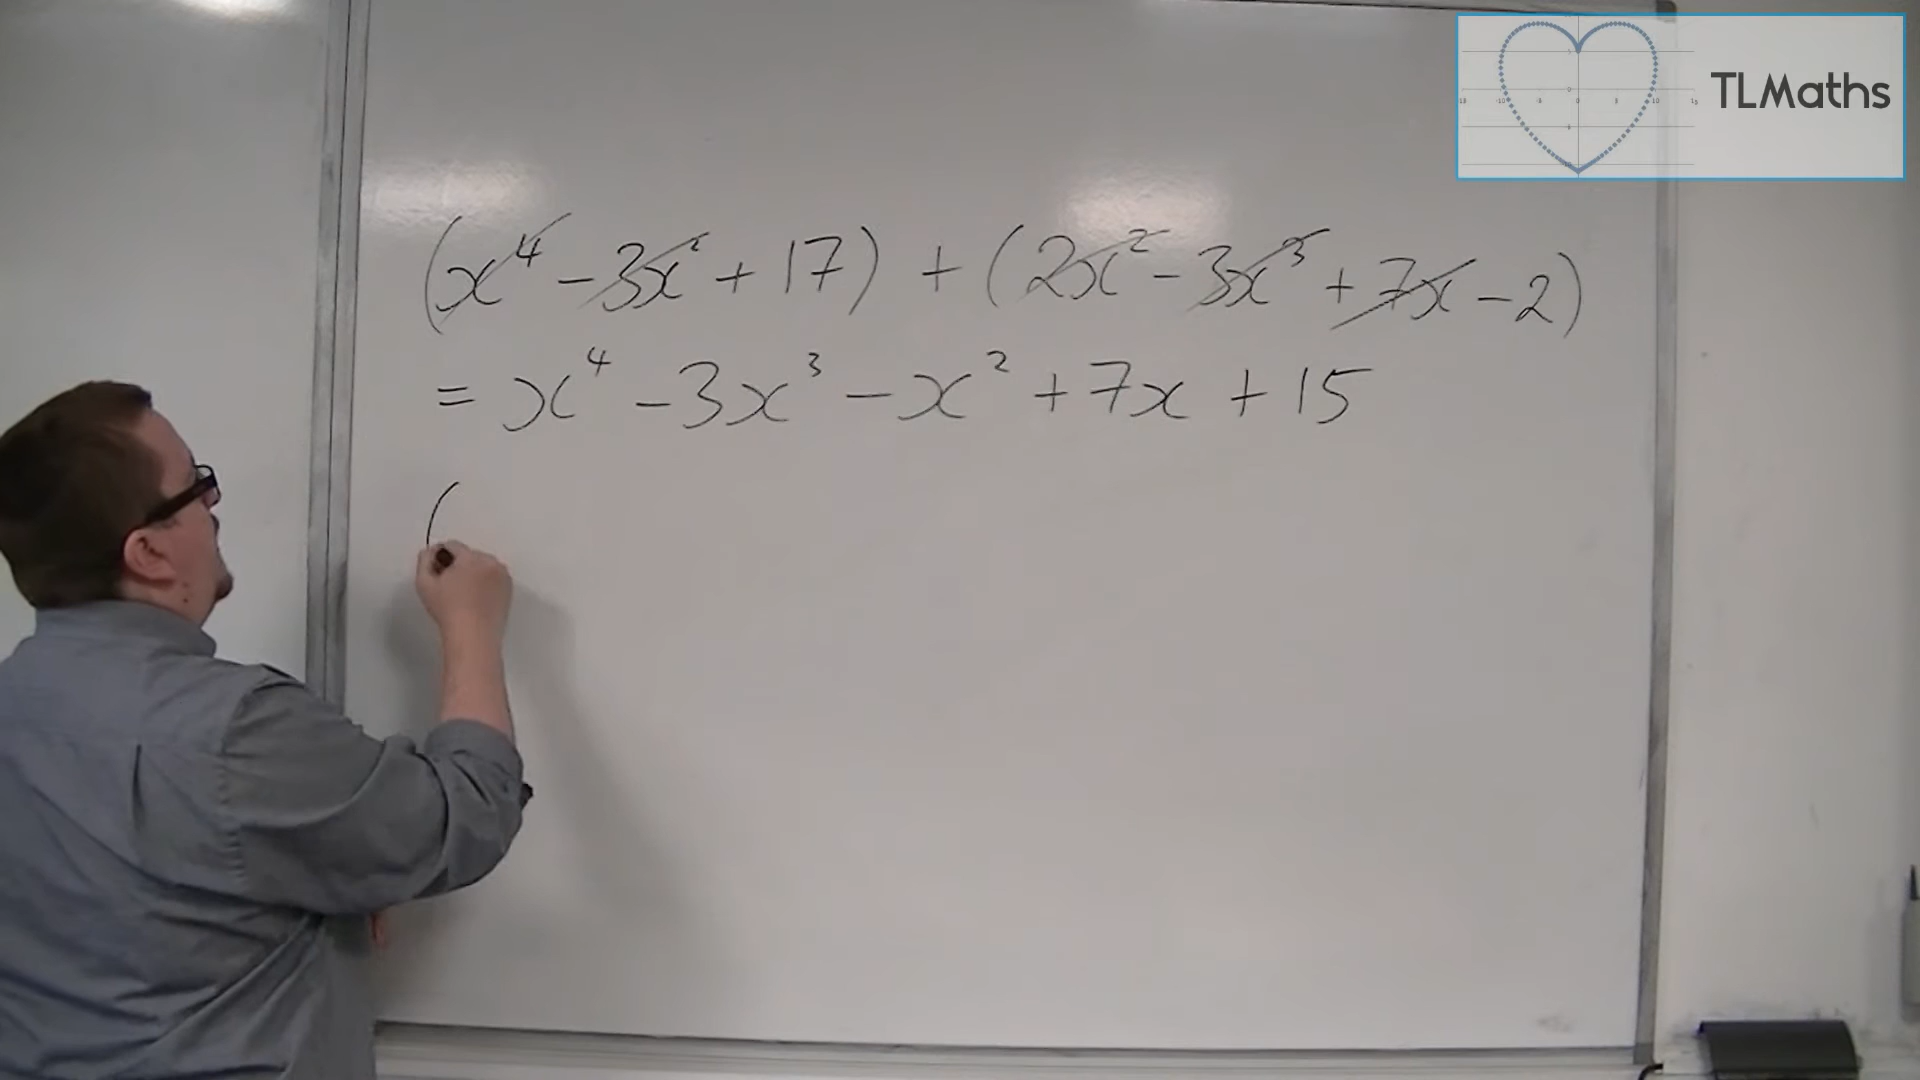 TLMaths
(x⁴ - 3x² + 17) + (2x² - 3x³ + 7x - 2)
= x⁴ - 3x³ - x² + 7x + 15
(